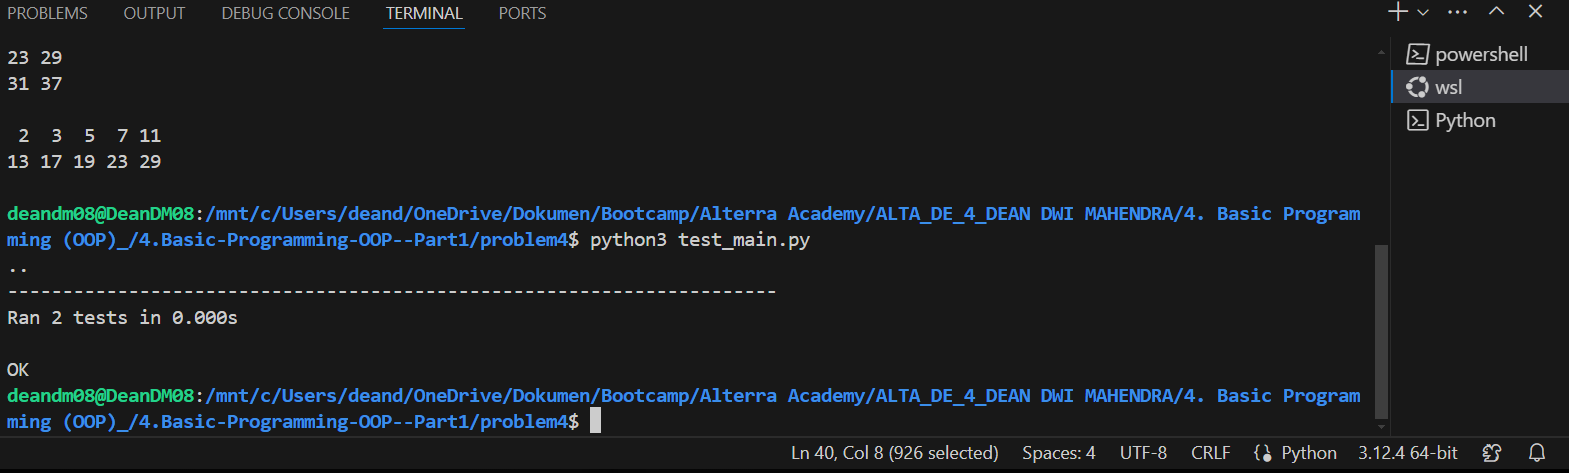 PROBLEMS OUTPUT DEBUG CONSOLE TERMINAL PORTS
23 29
31 37
2 3 5 7 11
13 17 19 23 29
deandm08@DeanDM08:/mnt/c/Users/deand/OneDrive/Dokumen/Bootcamp/Alterra Academy/ALTA_DE_4_DEAN DWI MAHENDRA/4. Basic Program
ming (OOP)_/4.Basic-Programming-OOP--Part1/problem4$ python3 test_main.py
..
----------------------------------------------------------------------
Ran 2 tests in 0.000s
OK
deandm08@DeanDM08:/mnt/c/Users/deand/OneDrive/Dokumen/Bootcamp/Alterra Academy/ALTA_DE_4_DEAN DWI MAHENDRA/4. Basic Program
ming (OOP)_/4.Basic-Programming-OOP--Part1/problem4$
powershell
wsl
Python
Ln 40, Col 8 (926 selected) Spaces: 4 UTF-8 CRLF Python 3.12.4 64-bit